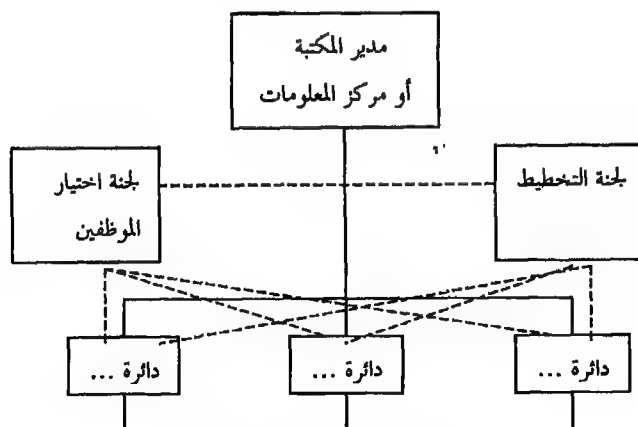 مدير المكتبة
أو مركز المعلومات
لجنة التخطيط
لجنة اختيار
الموظفين
دائرة ...
دائرة ...
دائرة ...